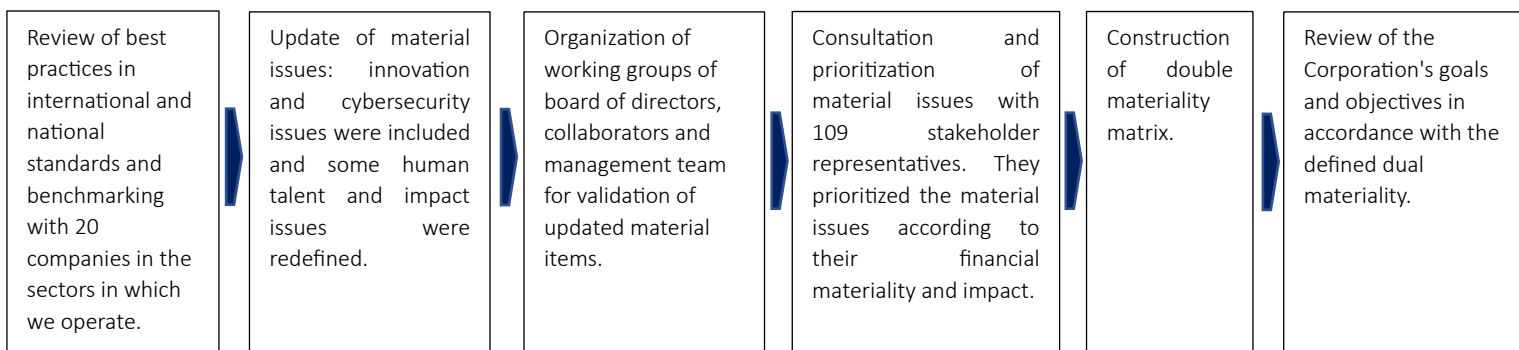 Review of best
practices in
international and
national
standards and
benchmarking
with 20
companies in the
sectors in which
we operate.
Update of material
issues: innovation
and cybersecurity
issues were included
and some human
talent and impact
issues were
redefined.
Organization of
working groups of
board of directors,
collaborators and
management team
for validation of
updated material
items.
Consultation and
prioritization of
material issues with
109 stakeholder
representatives. They
prioritized the material
issues according to
their financial
materiality and impact.
Construction
of double
materiality
matrix.
Review of the
Corporation's goals
and objectives in
accordance with the
defined dual
materiality.